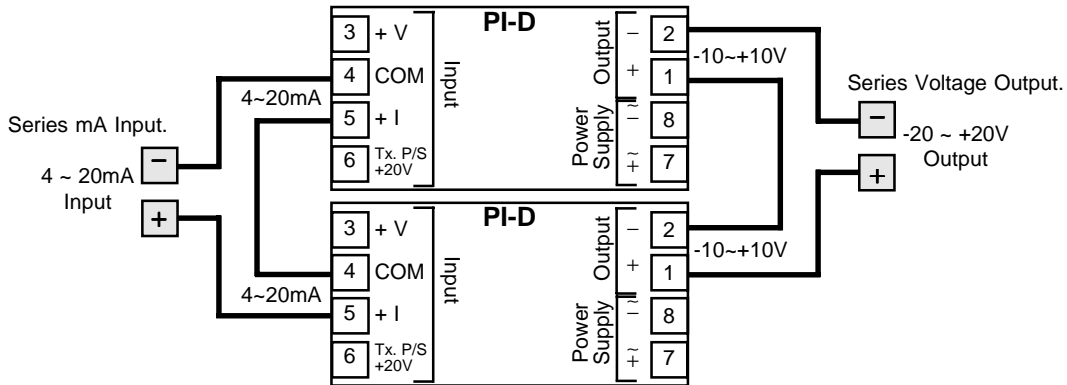 PI-D
3 + V
4 COM
5 + I
6 Tx. P/S
+20V
Input
Output
− 2
+ 1
Power
Supply
≃ 8
∓ 7
4~20mA
-10~+10V
Series mA Input.
−
4 ~ 20mA
Input
+
Series Voltage Output.
−
-20 ~ +20V
Output
+
PI-D
3 + V
4 COM
5 + I
6 Tx. P/S
+20V
Input
Output
− 2
+ 1
Power
Supply
≃ 8
∓ 7
4~20mA
-10~+10V